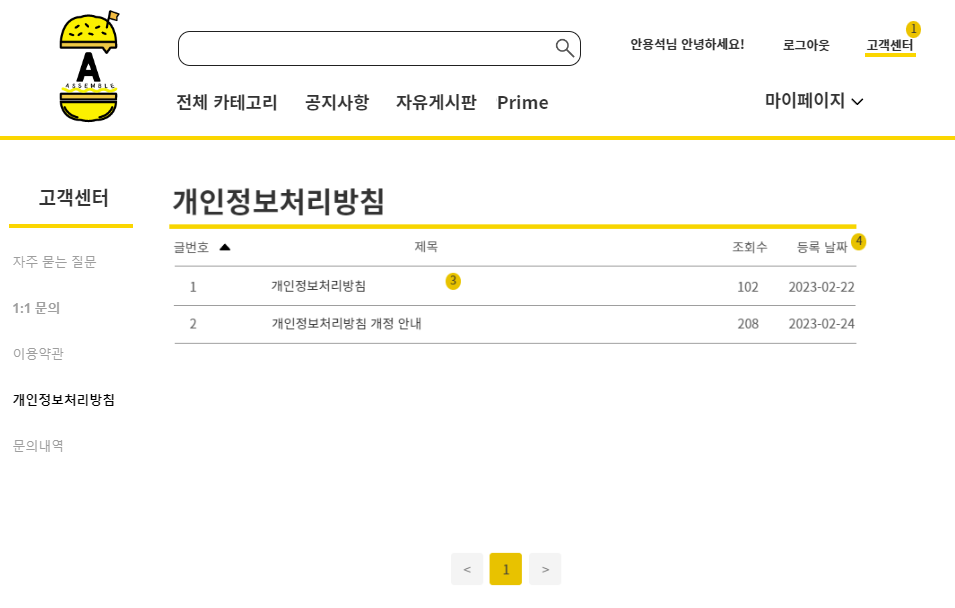 A
ASSEMBLE
안용석님 안녕하세요!
로그아웃
고객센터
1
전체 카테고리
공지사항
자유게시판
Prime
마이페이지
고객센터
자주 묻는 질문
1:1 문의
이용약관
개인정보처리방침
문의내역
개인정보처리방침
글번호 ▲ 제목 조회수 등록 날짜 4
1 개인정보처리방침 3 102 2023-02-22
2 개인정보처리방침 개정 안내 208 2023-02-24
< 1 >